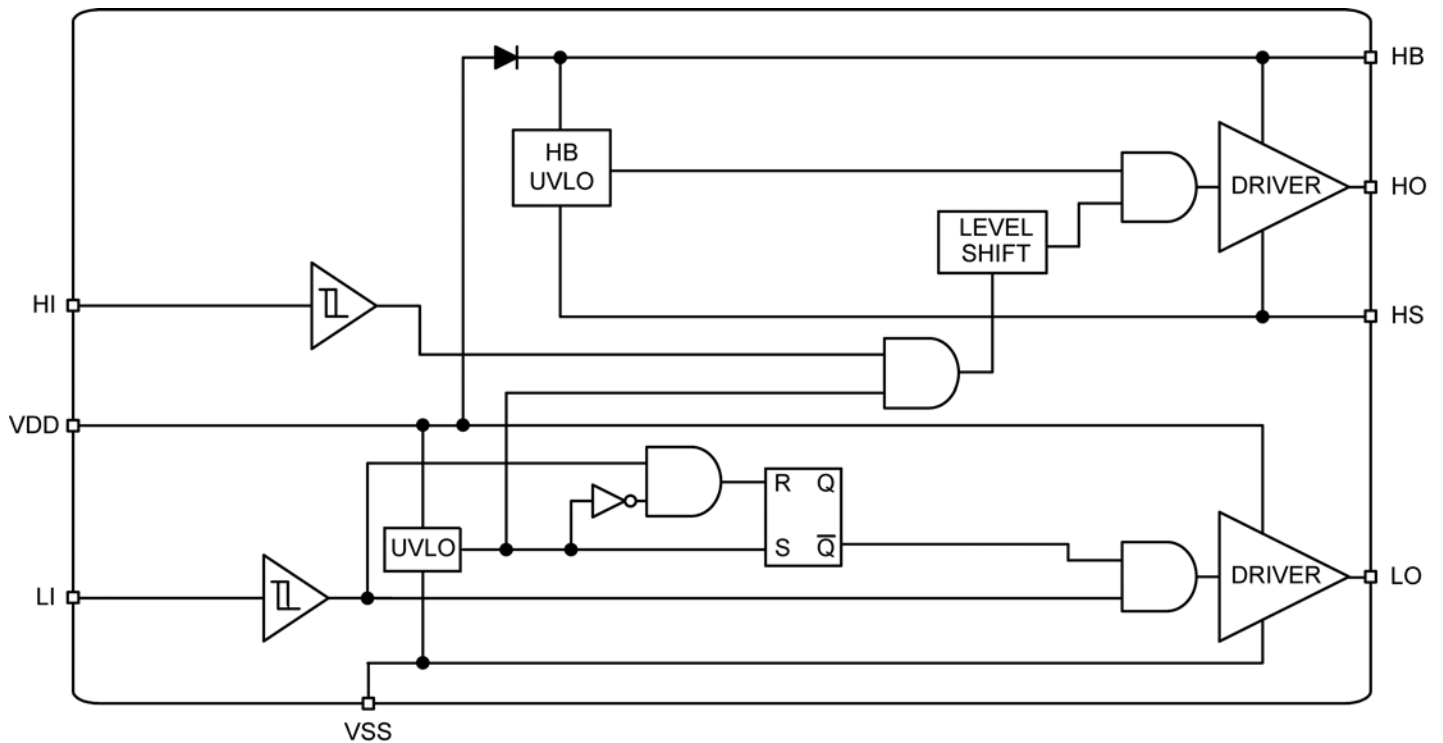 HB
HB
UVLO
DRIVER
HO
LEVEL
SHIFT
HI
HS
VDD
R Q
UVLO
S Q̅
DRIVER
LO
LI
VSS